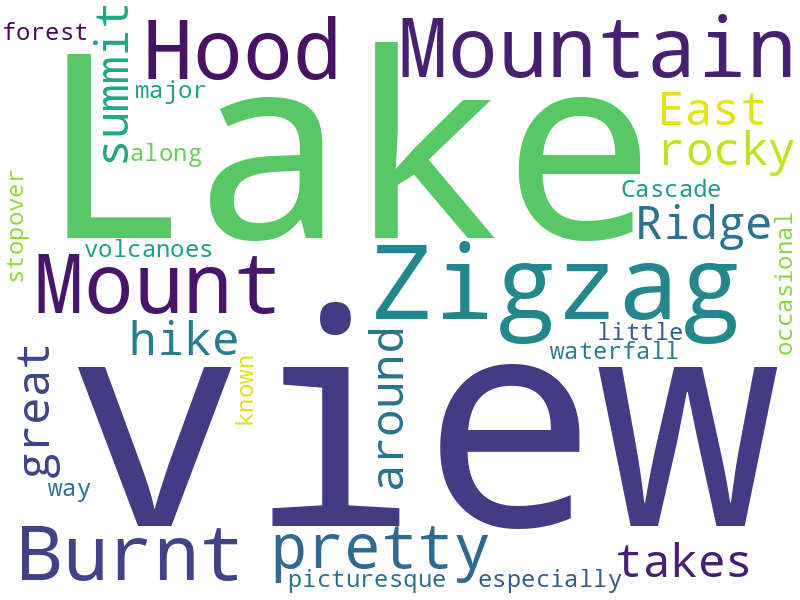 forest
summit
Hood
Mountain
major
Lake
East
along
rocky
stopover
Cascade
Ridge
volcanoes
occasional
Mount
Zigzag
hike
little
waterfall
great
known
around
view
way
Burnt
pretty
takes
picturesque
especially